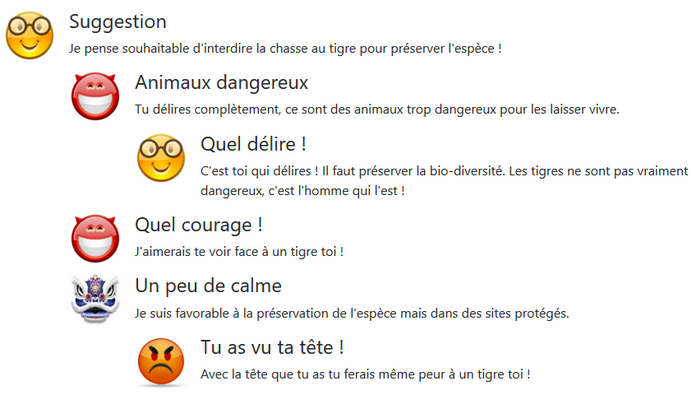 Suggestion
Je pense souhaitable d'interdire la chasse au tigre pour préserver l'espèce !
Animaux dangereux
Tu délires complètement, ce sont des animaux trop dangereux pour les laisser vivre.
Quel délire !
C'est toi qui délires ! Il faut préserver la bio-diversité. Les tigres ne sont pas vraiment
dangereux, c'est l'homme qui l'est !
Quel courage !
J'aimerais te voir face à un tigre toi !
Un peu de calme
Je suis favorable à la préservation de l'espèce mais dans des sites protégés.
Tu as vu ta tête !
Avec la tête que tu as tu ferais même peur à un tigre toi !